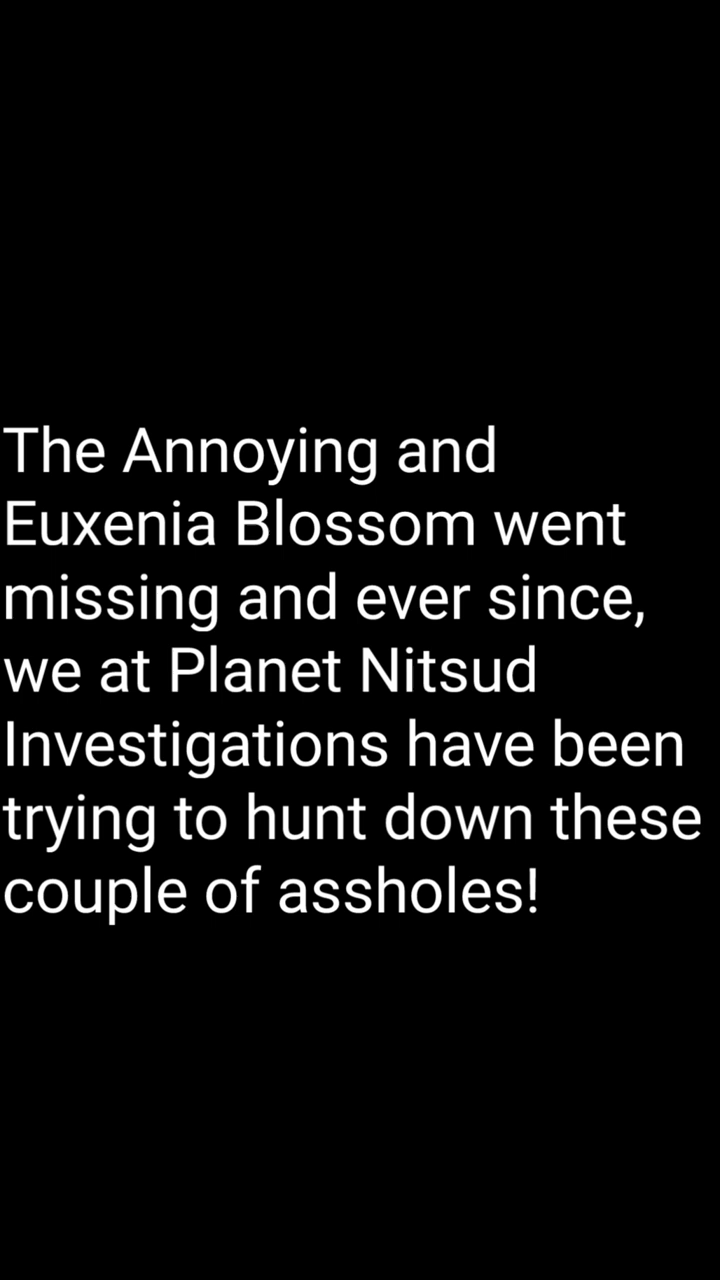 The Annoying and
Euxenia Blossom went
missing and ever since,
we at Planet Nitsud
Investigations have been
trying to hunt down these
couple of assholes!